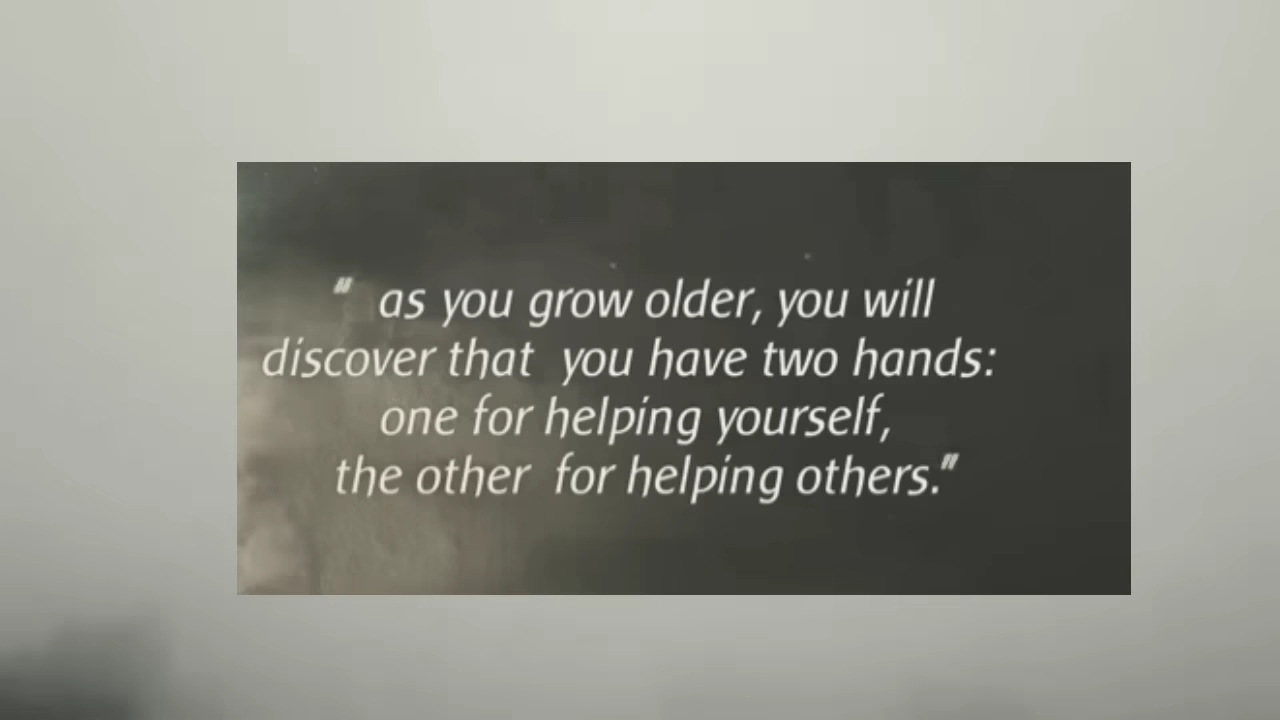 " as you grow older, you will
discover that you have two hands:
one for helping yourself,
the other for helping others."